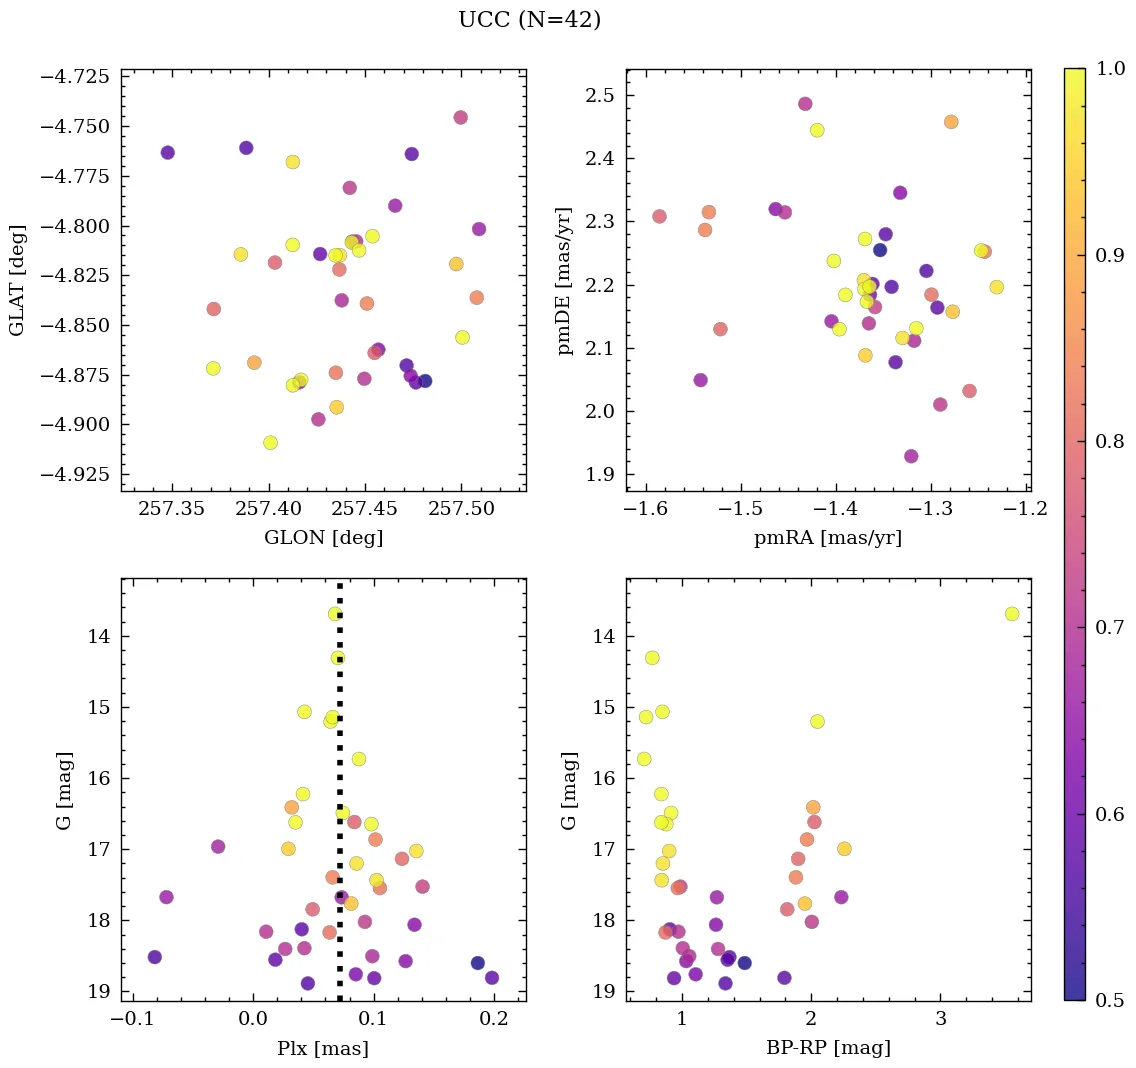 UCC (N=42)
−4.725
−4.750
−4.775
−4.800
−4.825
−4.850
−4.875
−4.900
−4.925
GLAT [deg]
257.35 257.40 257.45 257.50
GLON [deg]
2.5
2.4
2.3
2.2
2.1
2.0
1.9
pmDE [mas/yr]
−1.6 −1.5 −1.4 −1.3 −1.2
pmRA [mas/yr]
14
15
16
17
18
19
G [mag]
−0.1 0.0 0.1 0.2
Plx [mas]
14
15
16
17
18
19
G [mag]
1 2 3
BP-RP [mag]
1.0
0.9
0.8
0.7
0.6
0.5